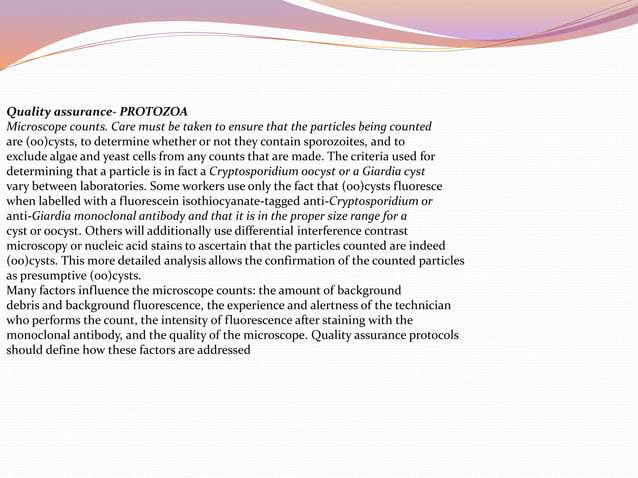 Quality assurance- PROTOZOA
Microscope counts. Care must be taken to ensure that the particles being counted
are (oo)cysts, to determine whether or not they contain sporozoites, and to
exclude algae and yeast cells from any counts that are made. The criteria used for
determining that a particle is in fact a Cryptosporidium oocyst or a Giardia cyst
vary between laboratories. Some workers use only the fact that (oo)cysts fluoresce
when labelled with a fluorescein isothiocyanate-tagged anti-Cryptosporidium or
anti-Giardia monoclonal antibody and that it is in the proper size range for a
cyst or oocyst. Others will additionally use differential interference contrast
microscopy or nucleic acid stains to ascertain that the particles counted are indeed
(oo)cysts. This more detailed analysis allows the confirmation of the counted particles
as presumptive (oo)cysts.
Many factors influence the microscope counts: the amount of background
debris and background fluorescence, the experience and alertness of the technician
who performs the count, the intensity of fluorescence after staining with the
monoclonal antibody, and the quality of the microscope. Quality assurance protocols
should define how these factors are addressed